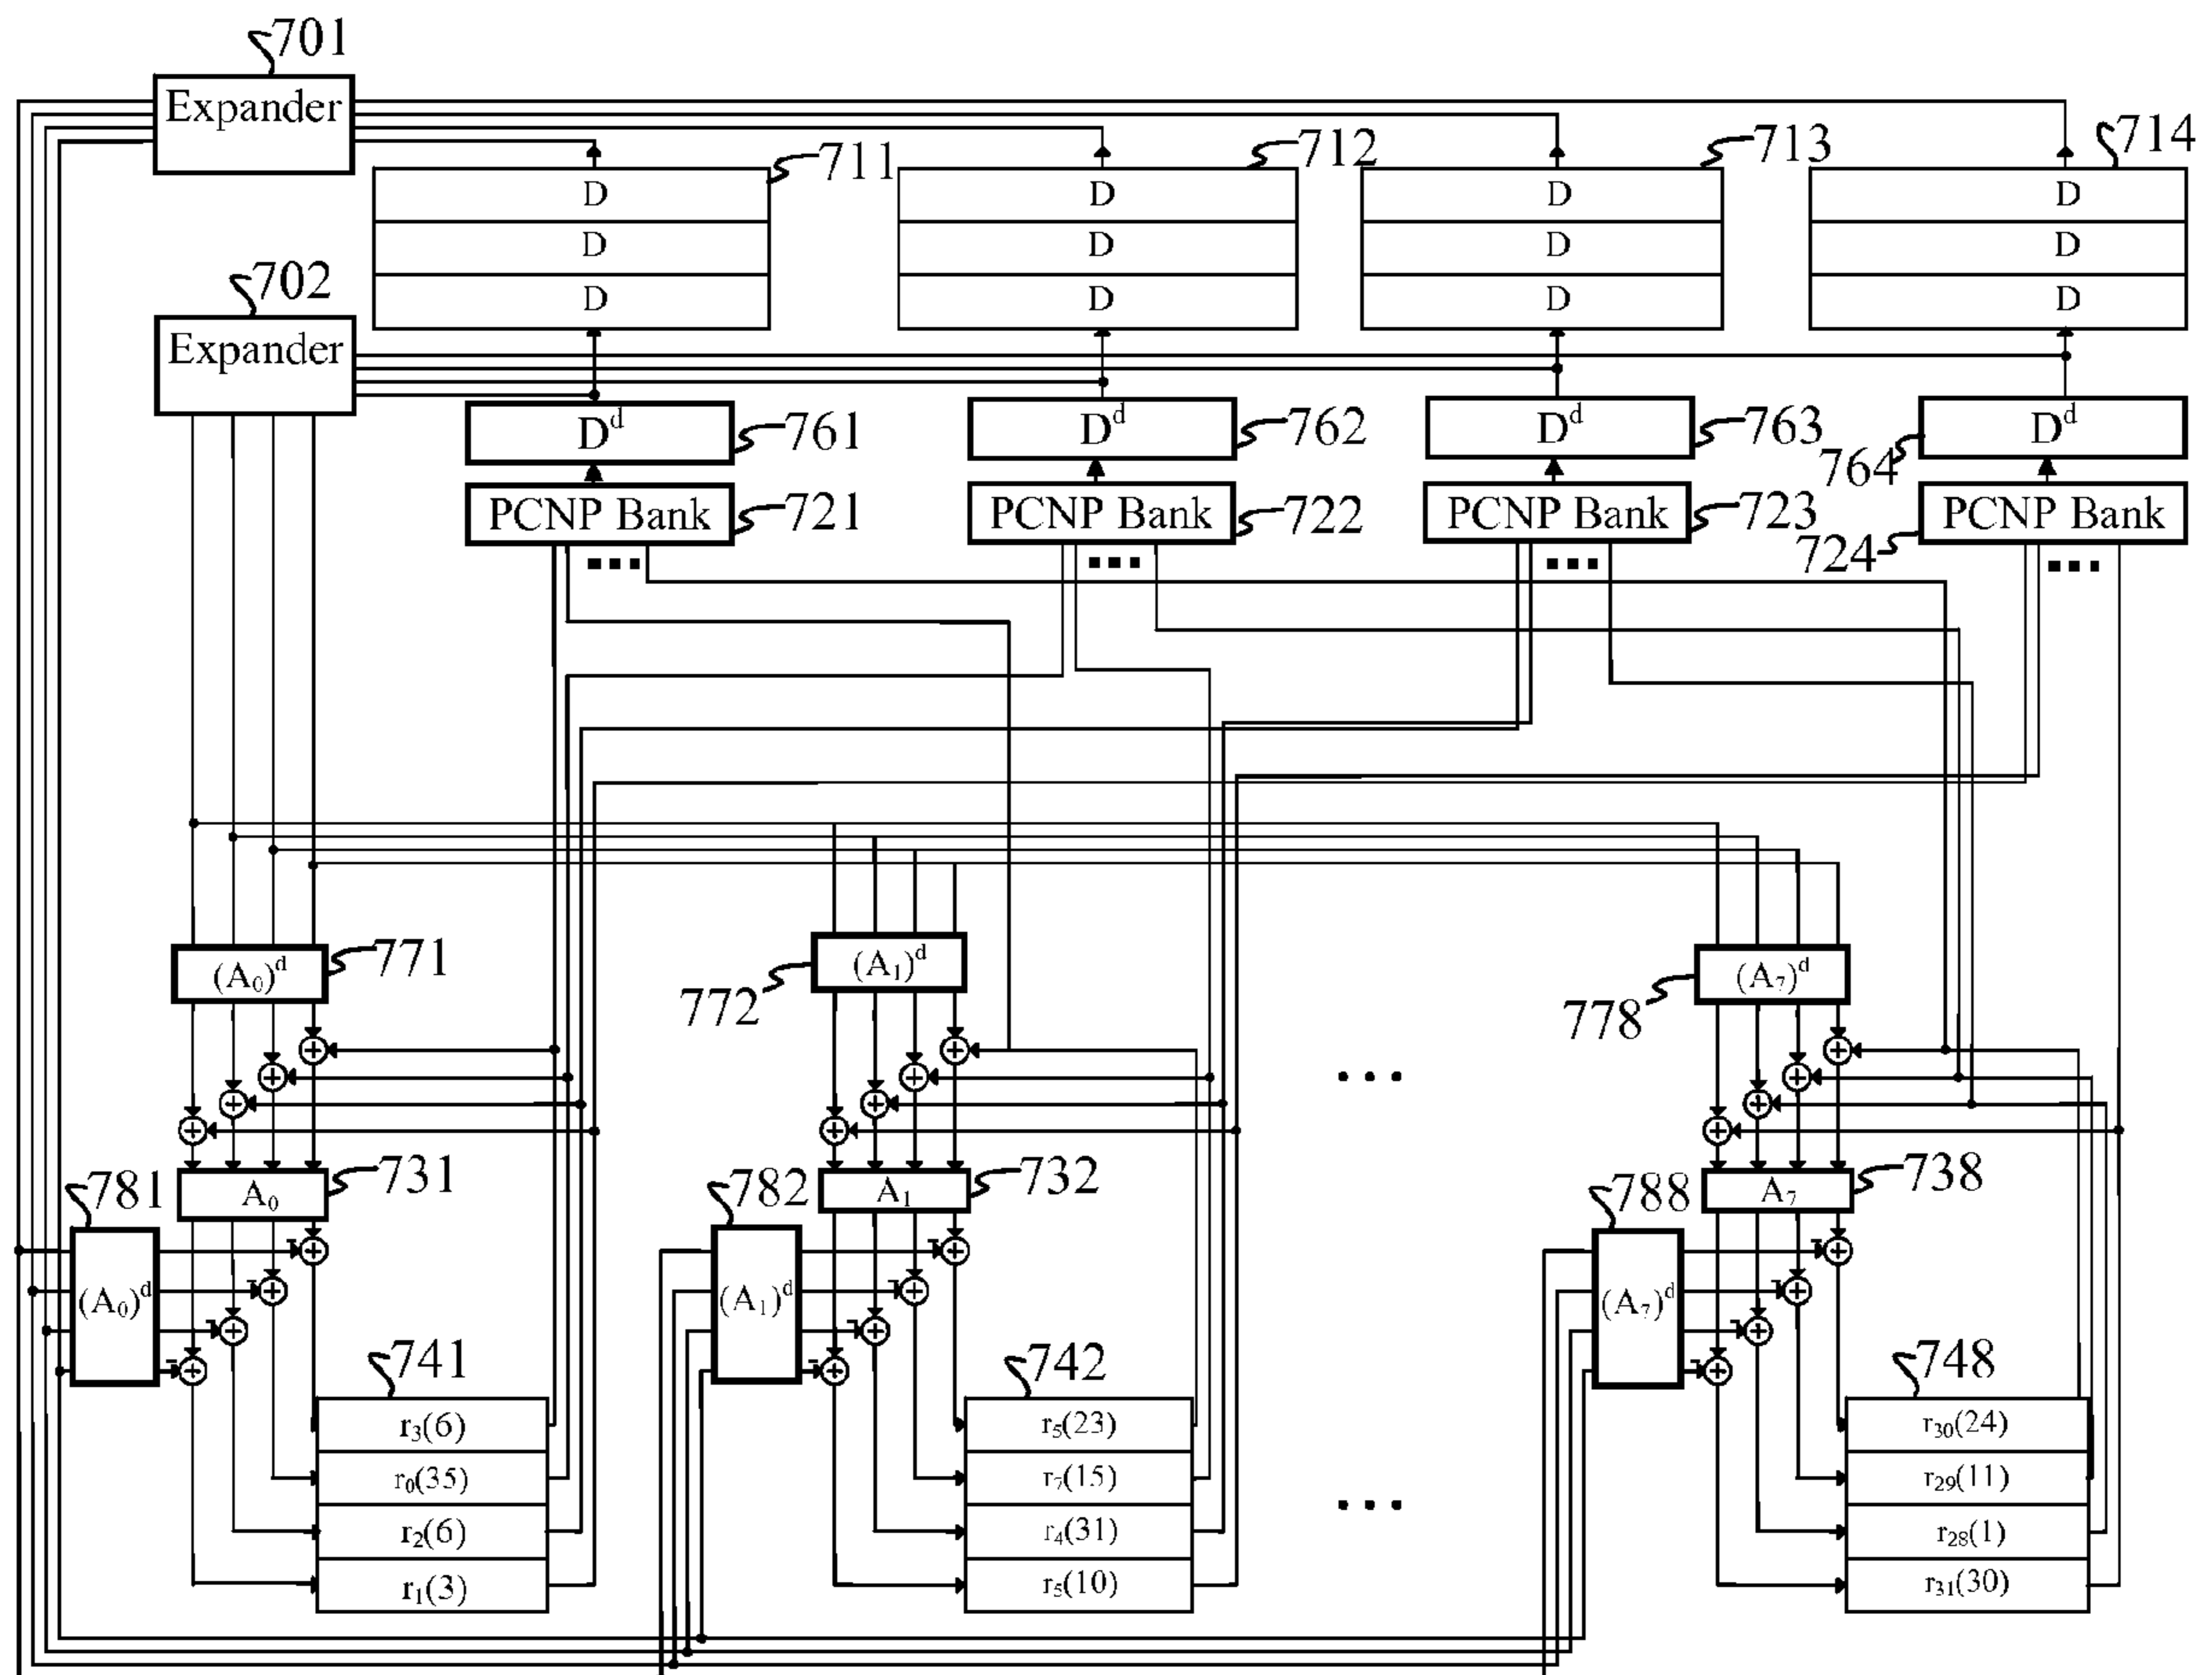 701
Expander
711
712
713
714
D
D
D
D
D
D
D
D
D
D
D
D
702
Expander
D^d
761
D^d
762
D^d
763
D^d
764
PCNP Bank
721
PCNP Bank
722
PCNP Bank
723
PCNP Bank
724
(A₀)^d
771
(A₁)^d
772
(A₇)^d
778
A₀
731
A₁
732
A₇
738
781
(A₀)^d
782
(A₁)^d
788
(A₇)^d
741
r₃(6)
r₀(35)
r₂(6)
r₁(3)
742
r₅(23)
r₇(15)
r₄(31)
r₅(10)
748
r₃₀(24)
r₂₉(11)
r₂₈(1)
r₃₁(30)